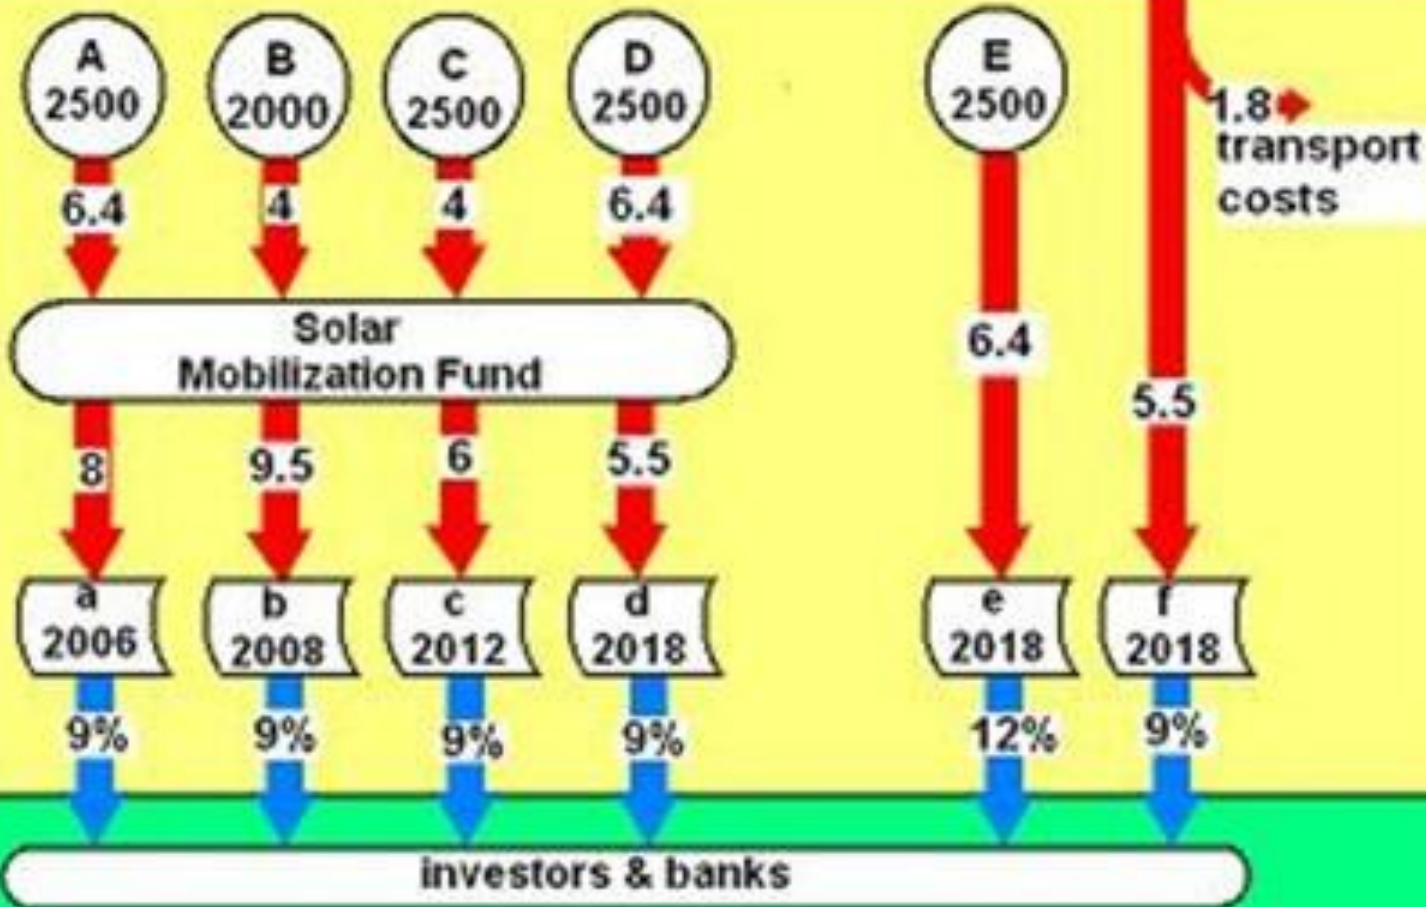 A
2500
B
2000
C
2500
D
2500
E
2500
1.8
transport
costs
6.4
4
4
6.4
Solar
Mobilization Fund
6.4
5.5
8
9.5
6
5.5
a
2006
b
2008
c
2012
d
2018
e
2018
f
2018
9%
9%
9%
9%
12%
9%
investors & banks